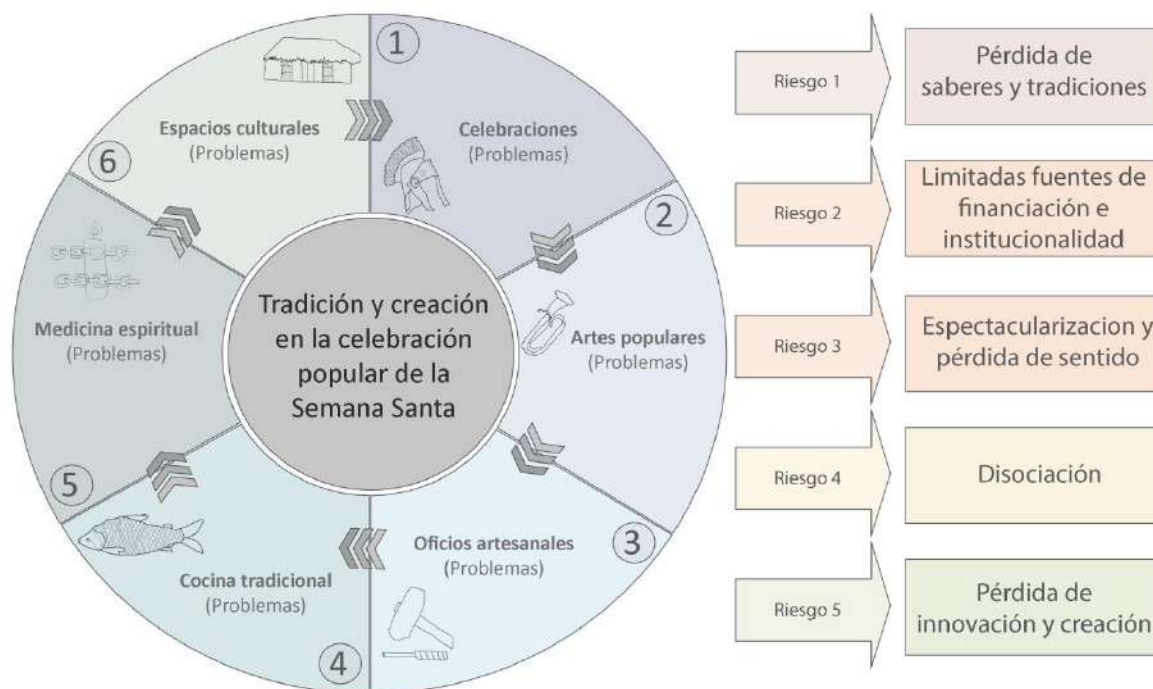 1
Celebraciones
(Problemas)
2
Artes populares
(Problemas)
3
Oficios artesanales
(Problemas)
4
Cocina tradicional
(Problemas)
5
Medicina espiritual
(Problemas)
6
Espacios culturales
(Problemas)
Tradición y creación
en la celebración
popular de la
Semana Santa
Riesgo 1
Pérdida de
saberes y tradiciones
Riesgo 2
Limitadas fuentes de
financiación e
institucionalidad
Riesgo 3
Espectacularizacion y
pérdida de sentido
Riesgo 4
Disociación
Riesgo 5
Pérdida de
innovación y creación